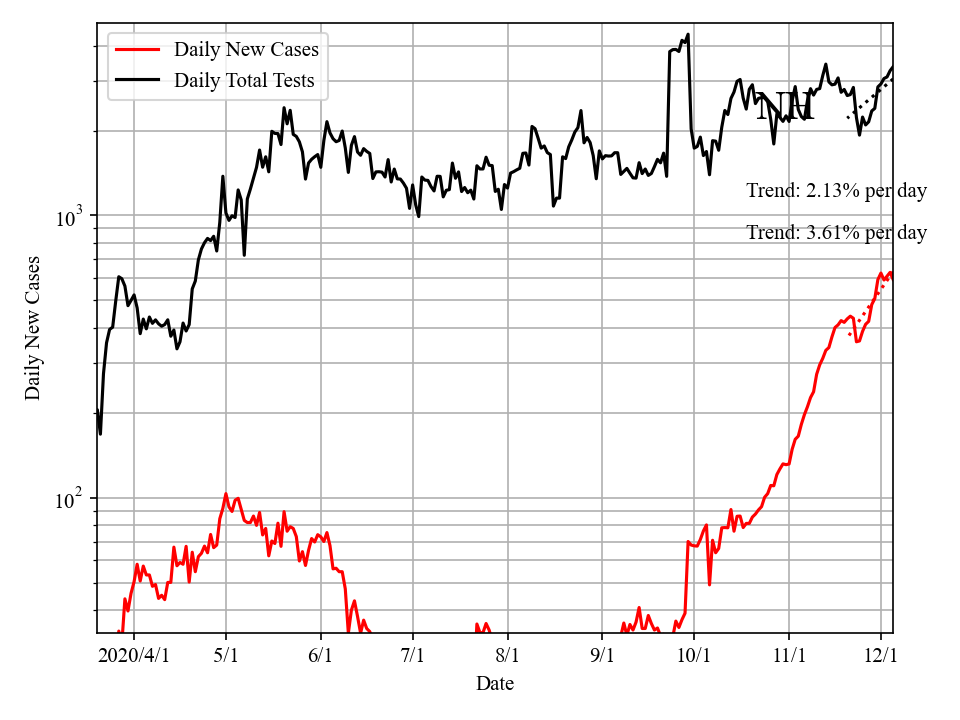 Daily New Cases
Daily Total Tests
NH
Trend: 2.13% per day
Trend: 3.61% per day
10³
10²
Daily New Cases
2020/4/1 5/1 6/1 7/1 8/1 9/1 10/1 11/1 12/1
Date